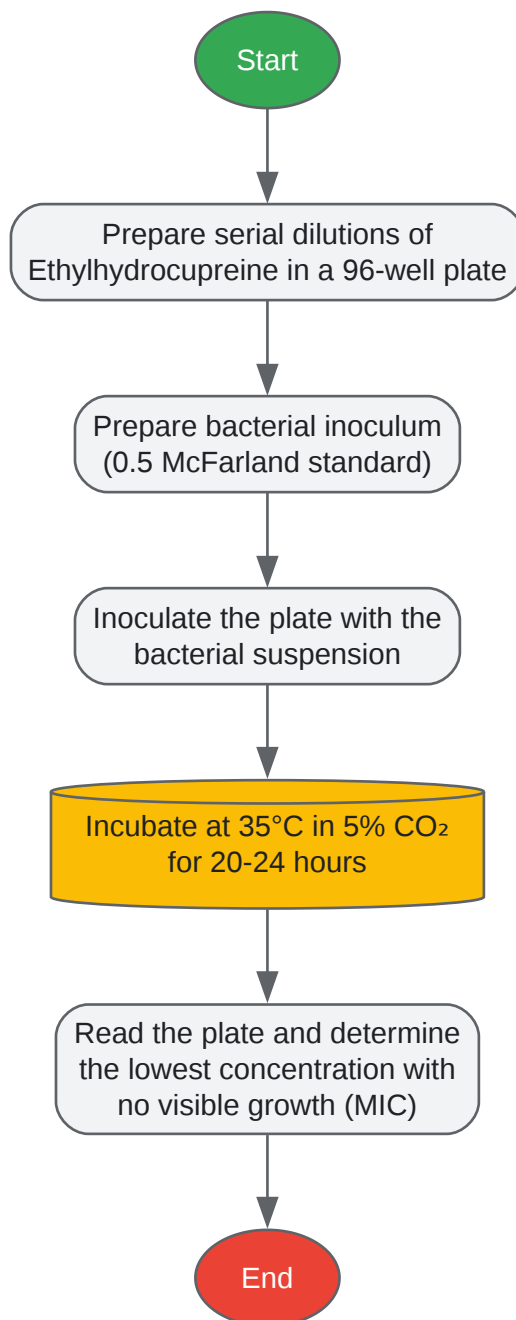 Start
Prepare serial dilutions of
Ethylhydrocupreine in a 96-well plate
Prepare bacterial inoculum
(0.5 McFarland standard)
Inoculate the plate with the
bacterial suspension
Incubate at 35°C in 5% CO₂
for 20-24 hours
Read the plate and determine
the lowest concentration with
no visible growth (MIC)
End